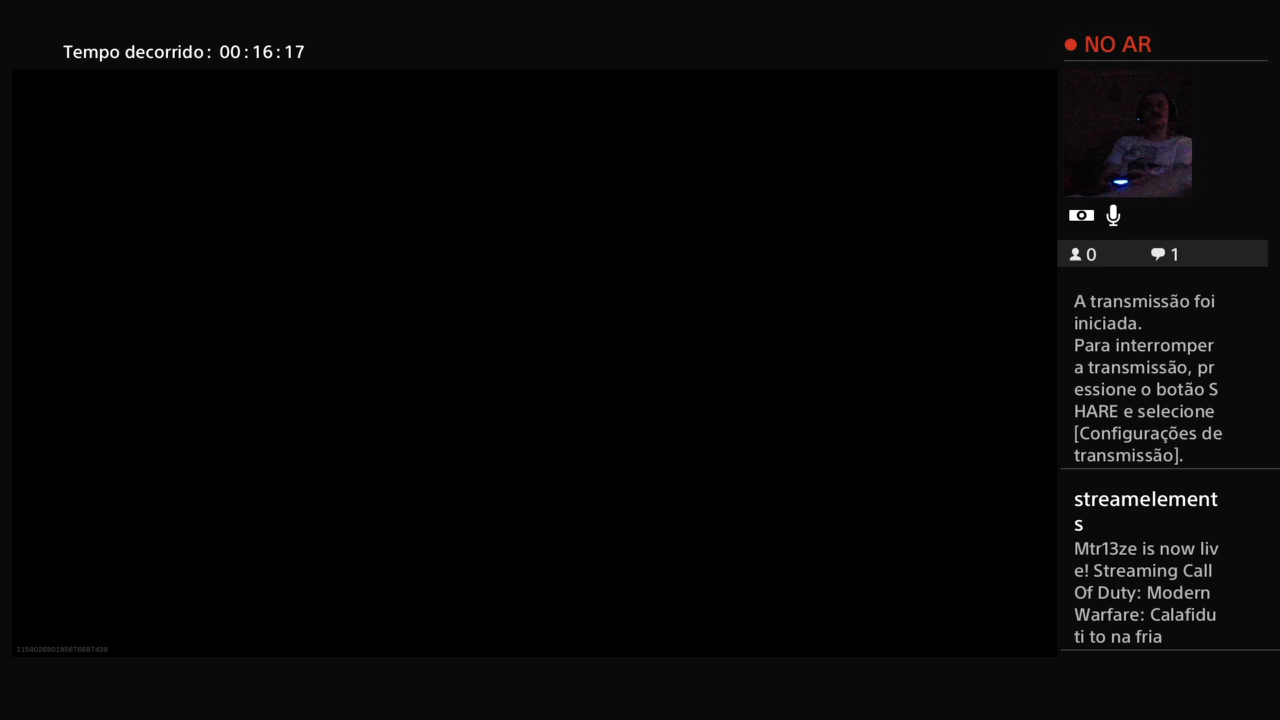 Tempo decorrido: 00:16:17
NO AR
0
1
A transmissão foi
iniciada.
Para interromper
a transmissão, pr
essione o botão S
HARE e selecione
[Configurações de
transmissão].
streamelement
s
Mtr13ze is now liv
e! Streaming Call
Of Duty: Modern
Warfare: Calafidu
ti to na fria